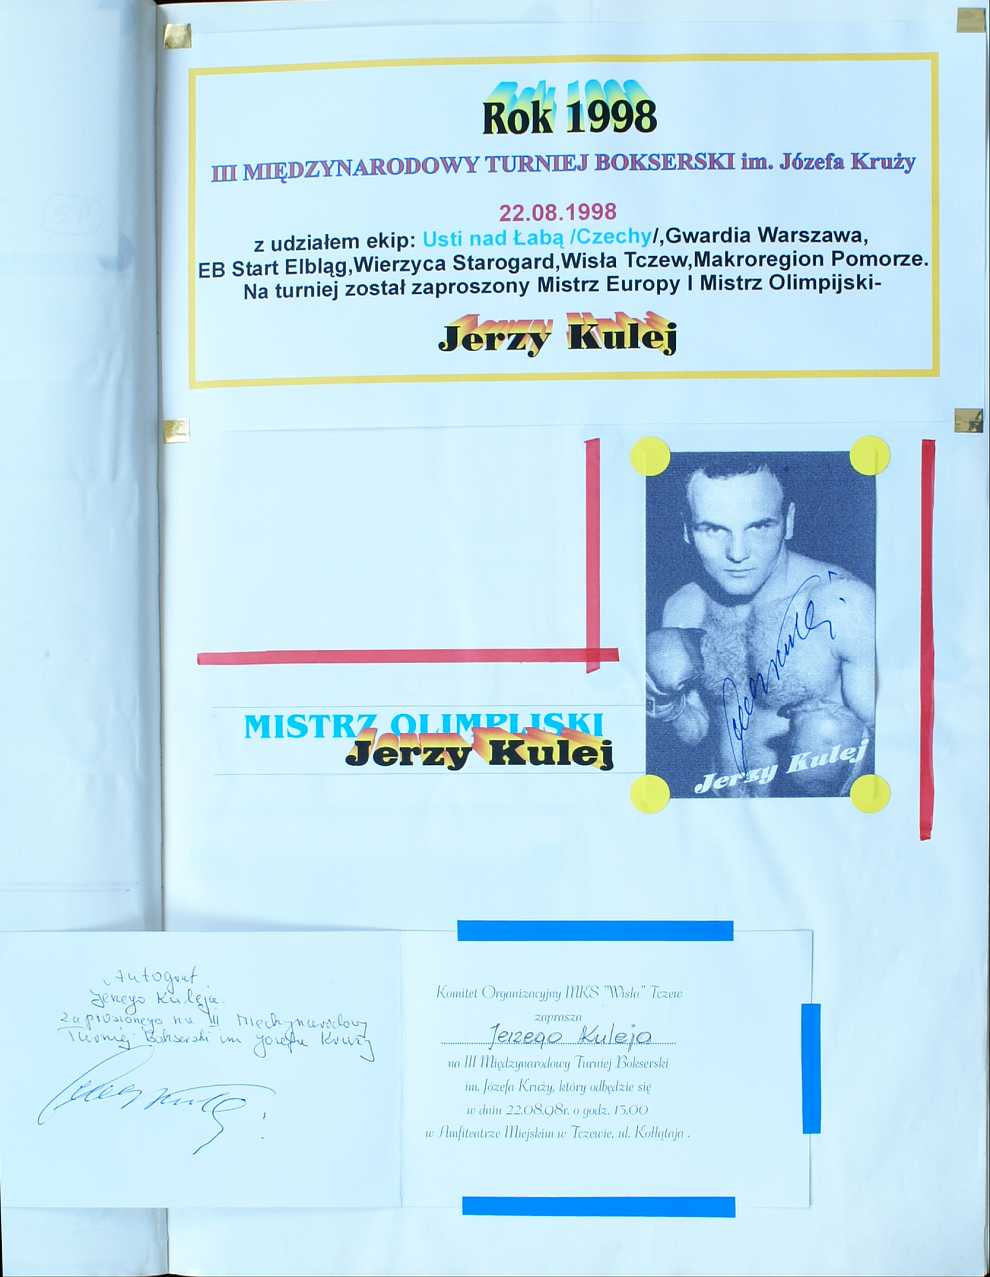 Rok 1998
III MIĘDZYNARODOWY TURNIEJ BOKSERSKI im. Józefa Kruży
22.08.1998
z udziałem ekip: Usti nad Łabą /Czechy/,Gwardia Warszawa,
EB Start Elbląg,Wierzyca Starogard,Wisła Tczew,Makroregion Pomorze.
Na turniej został zaproszony Mistrz Europy I Mistrz Olimpijski-
Jerzy Kulej
MISTRZ OLIMPIJSKI
Jerzy Kulej
Jerzy Kulej
Autograf
Jerzego Kuleja
zaproszonego na III Międzynarodowy
Turniej Bokserski im Józefa Kruży
Komitet Organizacyjny MKS "Wisła" Tczew
zaprasza
Jerzego Kuleja
na III Międzynarodowy Turniej Bokserski
im. Józefa Kruży, który odbędzie się
w dniu 22.08.98r. o godz. 15.00
w Amfiteatrze Miejskim w Tczewie, ul. Kołłątaja .